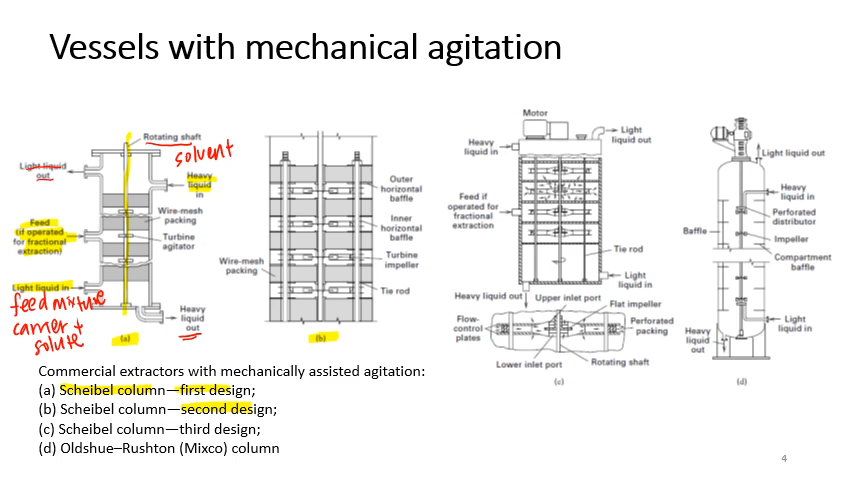 Vessels with mechanical agitation
Rotating shaft
solvent
Light liquid
out
Heavy
liquid
in
Feed
(if operated
for fractional
extraction)
Wire-mesh
packing
Turbine
agitator
Light liquid in
feed mixture
carrier +
solute
Heavy
liquid
out
(a)
Outer
horizontal
baffle
Inner
horizontal
baffle
Wire-mesh
packing
Turbine
impeller
Tie rod
(b)
Motor
Light
liquid out
Heavy
liquid in
Feed if
operated for
fractional
extraction
Tie rod
Light
liquid in
Heavy liquid out
Upper inlet port
Flat impeller
Flow-
control
plates
Perforated
packing
Lower inlet port
Rotating shaft
(c)
Light liquid out
Heavy
liquid in
Perforated
distributor
Baffle
Impeller
Compartment
baffle
Light
liquid in
Heavy
liquid
out
(d)
Commercial extractors with mechanically assisted agitation:
(a) Scheibel column—first design;
(b) Scheibel column—second design;
(c) Scheibel column—third design;
(d) Oldshue–Rushton (Mixco) column
4